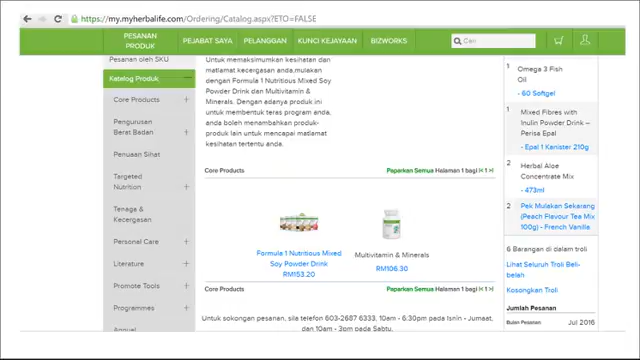 https://my.myherbalife.com/Ordering/Catalog.aspx?ETO=FALSE
PESANAN PRODUK
PEJABAT SAYA
PELANGGAN
KUNCI KEJAYAAN
BIZWORKS
Cari
Pesanan oleh SKU
Katalog Produk
Core Products
Pengurusan
Berat Badan
Penuaan Sihat
Targeted
Nutrition
Tenaga &
Kecergasan
Personal Care
Literature
Promote Tools
Programmes
Annual
Untuk memaksimumkan kesihatan dan
matlamat kecergasan anda,mulakan
dengan Formula 1 Nutritious Mixed Soy
Powder Drink dan Multivitamin &
Minerals. Dengan adanya produk ini
untuk membentuk teras program anda,
anda boleh menambahkan produk-
produk lain untuk mencapai matlamat
kesihatan tertentu anda.
Core Products
Paparkan Semua Halaman 1 bagi |< 1 >|
Formula 1 Nutritious Mixed
Soy Powder Drink
RM153.20
Multivitamin & Minerals
RM106.30
Core Products
Paparkan Semua Halaman 1 bagi |< 1 >|
Untuk sokongan pesanan, sila telefon 603-2687 6333, 10am - 6:30pm pada Isnin - Jumaat,
dan 10am - 3pm pada Sabtu.
1 Omega 3 Fish
Oil
- 60 Softgel
1 Mixed Fibres with
Inulin Powder Drink –
Perisa Epal
- Epal 1 Kanister 210g
2 Herbal Aloe
Concentrate Mix
- 473ml
2 Pek Mulakan Sekarang
(Peach Flavour Tea Mix
100g) - French Vanilla
6 Barangan di dalam troli
Lihat Seluruh Troli Beli-
belah
Kosongkan Troli
Jumlah Pesanan
Bulan Pesanan Jul 2016